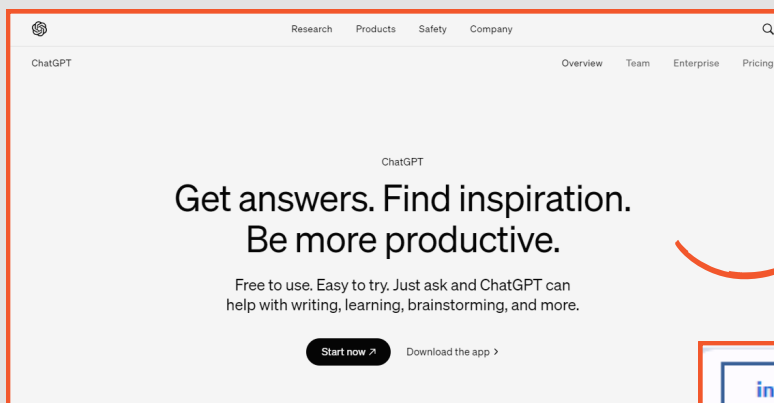 Research Products Safety Company
ChatGPT Overview Team Enterprise Pricing
ChatGPT
Get answers. Find inspiration.
Be more productive.
Free to use. Easy to try. Just ask and ChatGPT can
help with writing, learning, brainstorming, and more.
Start now ↗ Download the app >
in